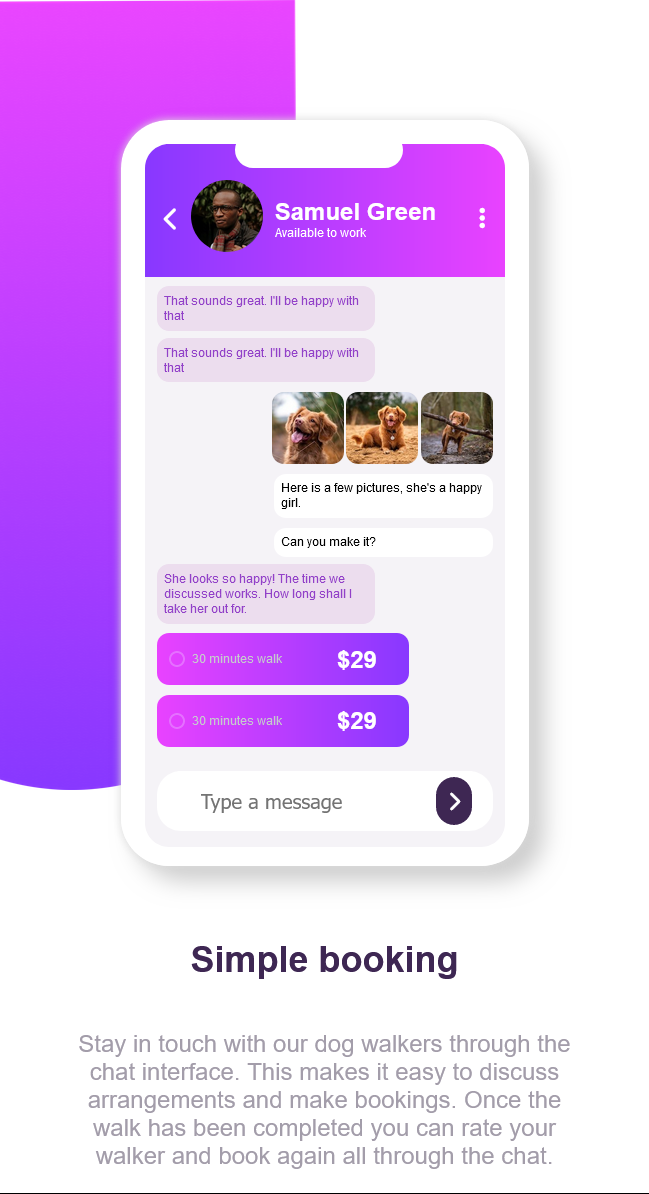 Samuel Green
Available to work
That sounds great. I'll be happy with
that
That sounds great. I'll be happy with
that
Here is a few pictures, she's a happy
girl.
Can you make it?
She looks so happy! The time we
discussed works. How long shall I
take her out for.
30 minutes walk $29
30 minutes walk $29
Type a message
Simple booking
Stay in touch with our dog walkers through the
chat interface. This makes it easy to discuss
arrangements and make bookings. Once the
walk has been completed you can rate your
walker and book again all through the chat.